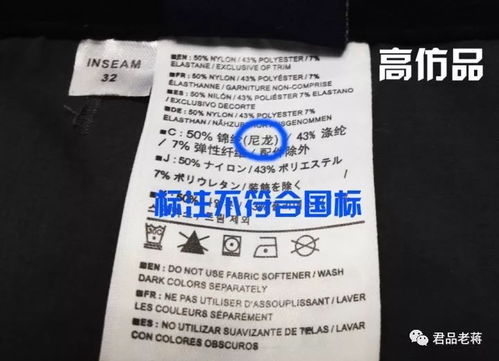 高仿品
INSEAM
32
■EN: 50% NYLON / 43% POLYESTER / 7%
ELASTANE / EXCLUSIVE OF TRIM
■FR: 50% NYLON / 43% POLYESTER / 7%
ELASTHANNE / GARNITURE NON-COMPRISE
■ES: 50% NILÓN / 43% POLIÉSTER / 7% ELASTANO
/ EXCLUSIVO DECORTE
■DE: 50% NYLON / 43% POLYESTER / 7%
ELASTHAN / NÄHZUBEHÖR AUSGENOMMEN
■C: 50% 锦纶(尼龙) / 43% 涤纶
/ 7% 弹性纤维 / 配件除外
■J: 50% ナイロン / 43% ポリエステル
7% ポリウレタン / 装飾を除く
标注不符合国标
50%
제외
■EN: DO NOT USE FABRIC SOFTENER / WASH
DARK COLORS SEPARATELY
■FR: NE PAS UTILISER D'ASSOUPLISSANT / LAVER
LES COULEURS SÉPARÉMENT
■ES: NO USAR SUAVIZANTE DE TELAS / LAVAR
CON COLORES OBSCUROS
君品老蒋